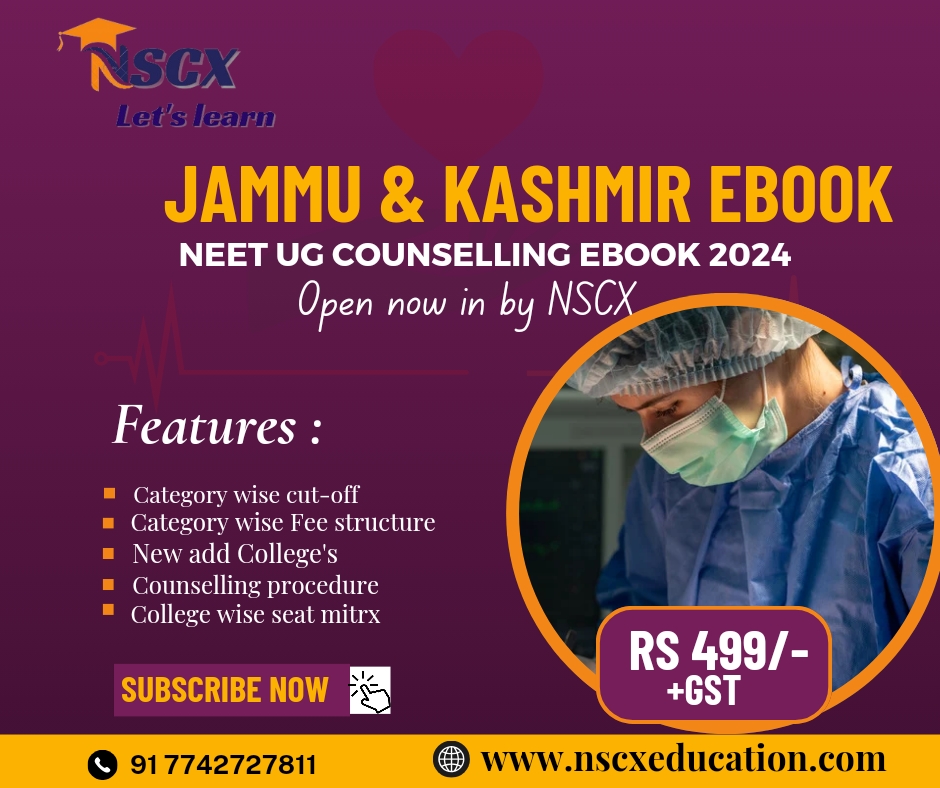 NSCX
Let's learn
JAMMU & KASHMIR EBOOK
NEET UG COUNSELLING EBOOK 2024
Open now in by NSCX
Features :
Category wise cut-off
Category wise Fee structure
New add College's
Counselling procedure
College wise seat mitrx
RS 499/-
+GST
SUBSCRIBE NOW
91 7742727811
www.nscxeducation.com